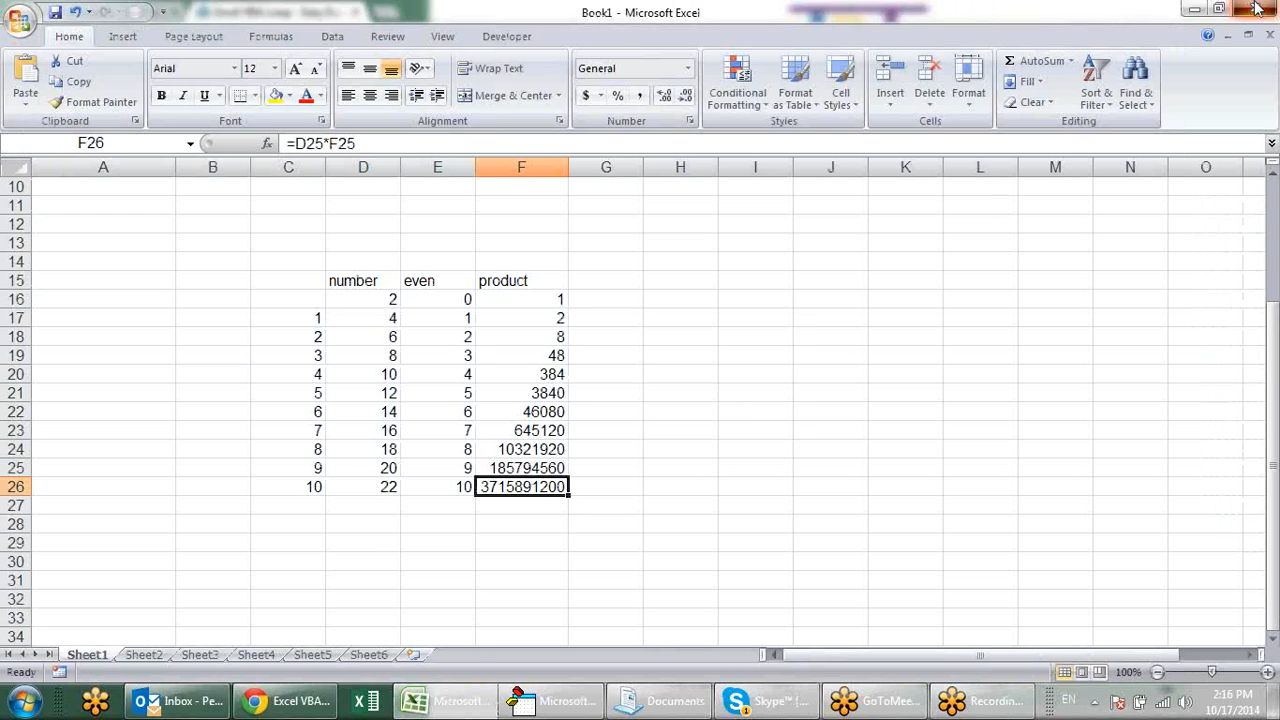 Book1 - Microsoft Excel
Home Insert Page Layout Formulas Data Review View Developer
Paste Cut Copy Format Painter Clipboard
Arial 12 A A B I U A Font
Wrap Text Merge & Center Alignment
General $ % , Number
Conditional Formatting Format as Table Cell Styles Styles
Insert Delete Format Cells
Σ AutoSum Fill Clear Sort & Filter Find & Select Editing
F26 fx =D25*F25
A B C D E F G H I J K L M N O
10
11
12
13
14
15 number even product
16 2 0 1
17 1 4 1 2
18 2 6 2 8
19 3 8 3 48
20 4 10 4 384
21 5 12 5 3840
22 6 14 6 46080
23 7 16 7 645120
24 8 18 8 10321920
25 9 20 9 185794560
26 10 22 10 3715891200
27
28
29
30
31
32
33
34
Sheet1 Sheet2 Sheet3 Sheet4 Sheet5 Sheet6
Ready 100%
Inbox - Pe... Excel VBA... Microsoft... Microsoft... Documents Skype™ [... GoToMee... Recordin... EN 2:16 PM
10/17/2014